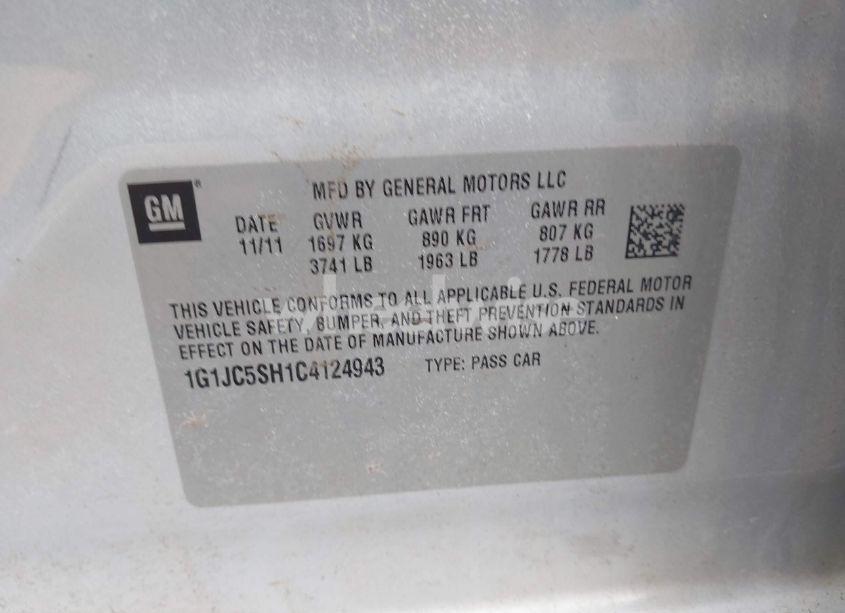 GM
MFD BY GENERAL MOTORS LLC
DATE GVWR GAWR FRT GAWR RR
11/11 1697 KG 890 KG 807 KG
3741 LB 1963 LB 1778 LB
THIS VEHICLE CONFORMS TO ALL APPLICABLE U.S. FEDERAL MOTOR
VEHICLE SAFETY, BUMPER, AND THEFT PREVENTION STANDARDS IN
EFFECT ON THE DATE OF MANUFACTURE SHOWN ABOVE.
1G1JC5SH1C4124943 TYPE: PASS CAR